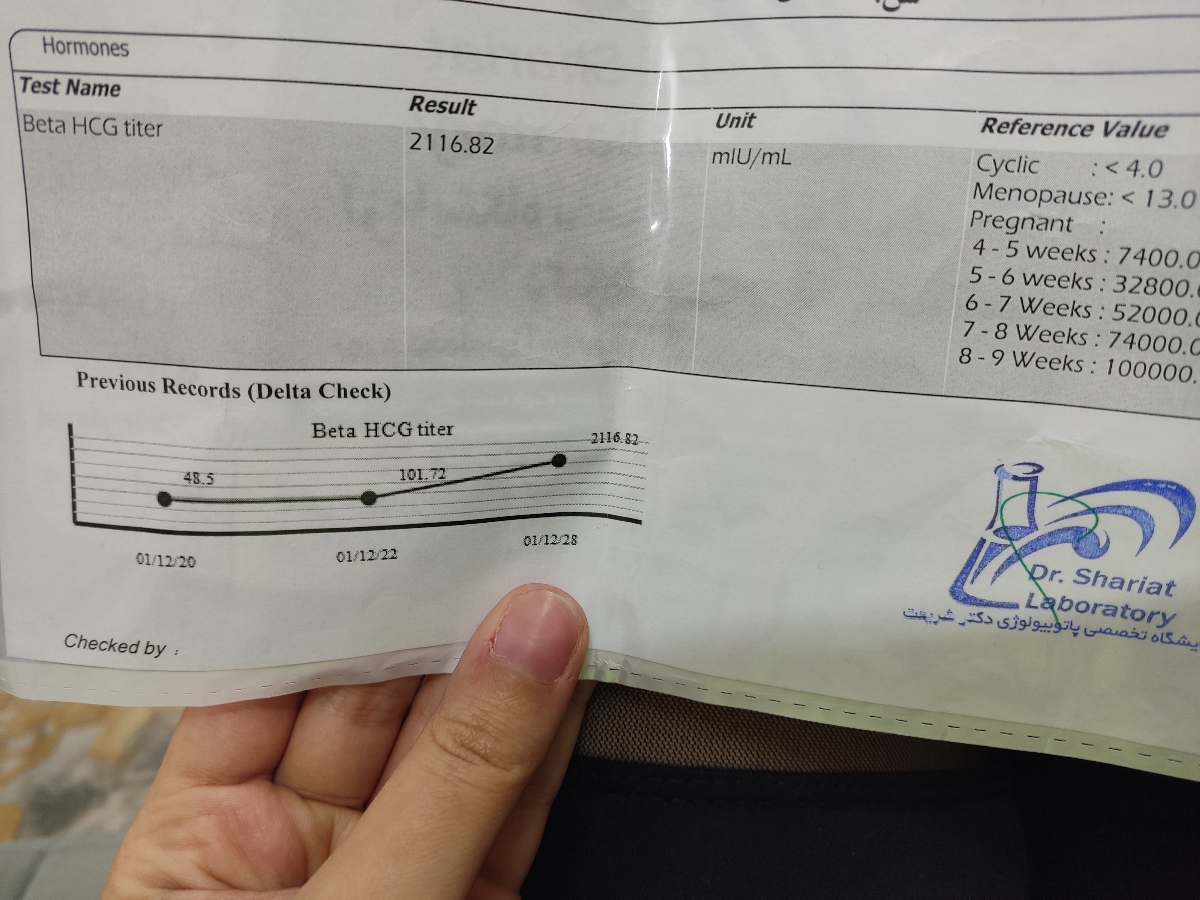 Hormones
Test Name Result Unit Reference Value
Beta HCG titer 2116.82 mIU/mL Cyclic : < 4.0
Menopause: < 13.0
Pregnant :
4 - 5 weeks : 7400.0
5 - 6 weeks : 32800.
6 - 7 Weeks : 52000.0
7 - 8 Weeks : 74000.0
8 - 9 Weeks : 100000.
Previous Records (Delta Check)
Beta HCG titer
48.5 101.72 2116.82
01/12/20 01/12/22 01/12/28
Dr. Shariat
Laboratory
یشگاه تخصصی پاتوبیولوژی دکتر شریعت
Checked by :